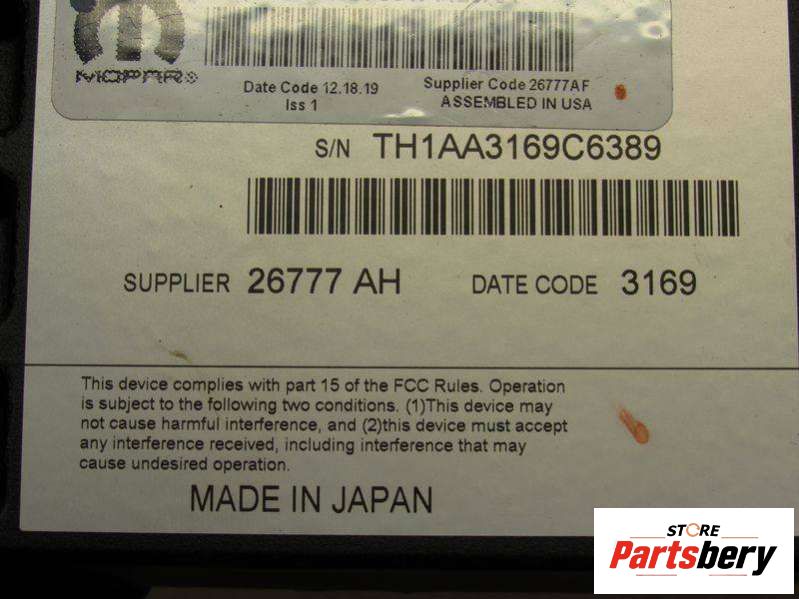 MOPAR®
Date Code 12.18.19 Supplier Code 26777AF
Iss 1 ASSEMBLED IN USA
S/N TH1AA3169C6389
SUPPLIER 26777 AH DATE CODE 3169
This device complies with part 15 of the FCC Rules. Operation
is subject to the following two conditions. (1)This device may
not cause harmful interference, and (2)this device must accept
any interference received, including interference that may
cause undesired operation.
MADE IN JAPAN
STORE
Partsbery